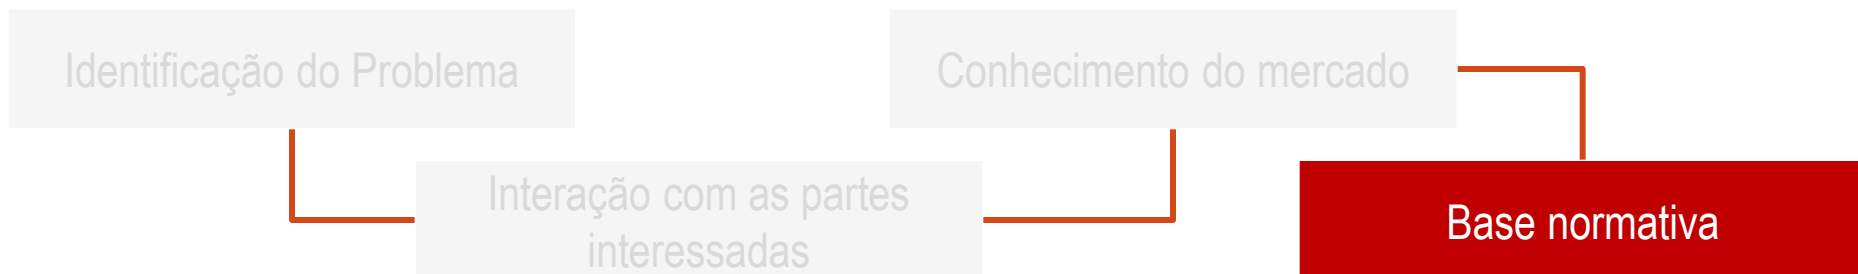 Identificação do Problema
Conhecimento do mercado
Interação com as partes
interessadas
Base normativa